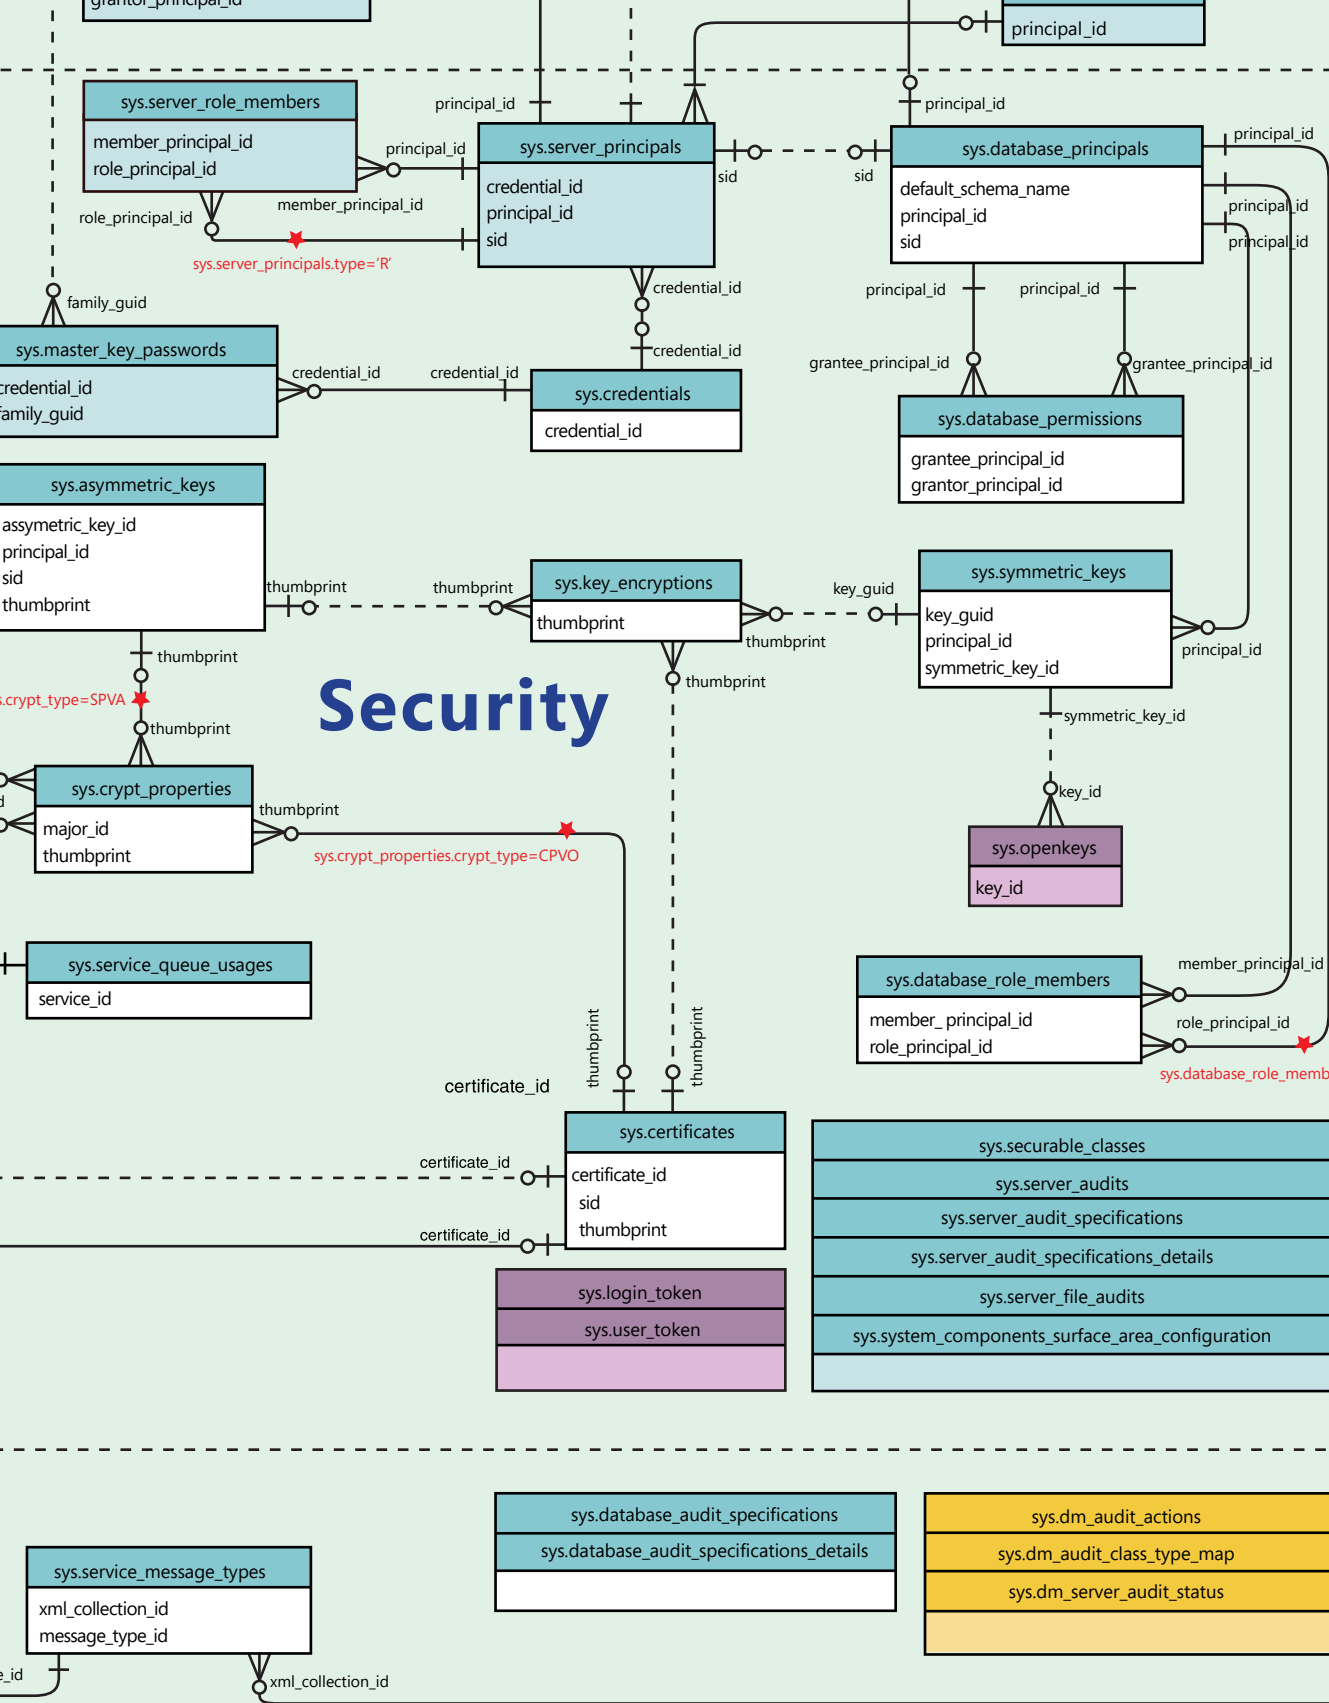 grantor_principal_id
principal_id
sys.server_role_members
member_principal_id
role_principal_id
principal_id
principal_id
member_principal_id
role_principal_id
sys.server_principals.type='R'
sys.server_principals
credential_id
principal_id
sid
sid
sid
principal_id
sys.database_principals
default_schema_name
principal_id
sid
principal_id
principal_id
principal_id
family_guid
credential_id
credential_id
principal_id
principal_id
grantee_principal_id
grantee_principal_id
sys.master_key_passwords
credential_id
family_guid
credential_id
credential_id
sys.credentials
credential_id
sys.database_permissions
grantee_principal_id
grantor_principal_id
sys.asymmetric_keys
assymetric_key_id
principal_id
sid
thumbprint
thumbprint
thumbprint
sys.key_encryptions
thumbprint
thumbprint
thumbprint
key_guid
sys.symmetric_keys
key_guid
principal_id
symmetric_key_id
principal_id
thumbprint
s.crypt_type=SPVA
thumbprint
Security
symmetric_key_id
key_id
sys.openkeys
key_id
d
sys.crypt_properties
major_id
thumbprint
thumbprint
sys.crypt_properties.crypt_type=CPVO
sys.service_queue_usages
service_id
sys.database_role_members
member_ principal_id
role_principal_id
member_principal_id
role_principal_id
sys.database_role_memb
thumbprint
thumbprint
certificate_id
certificate_id
certificate_id
sys.certificates
certificate_id
sid
thumbprint
sys.login_token
sys.user_token
sys.securable_classes
sys.server_audits
sys.server_audit_specifications
sys.server_audit_specifications_details
sys.server_file_audits
sys.system_components_surface_area_configuration
sys.database_audit_specifications
sys.database_audit_specifications_details
sys.dm_audit_actions
sys.dm_audit_class_type_map
sys.dm_server_audit_status
sys.service_message_types
xml_collection_id
message_type_id
e_id
xml_collection_id